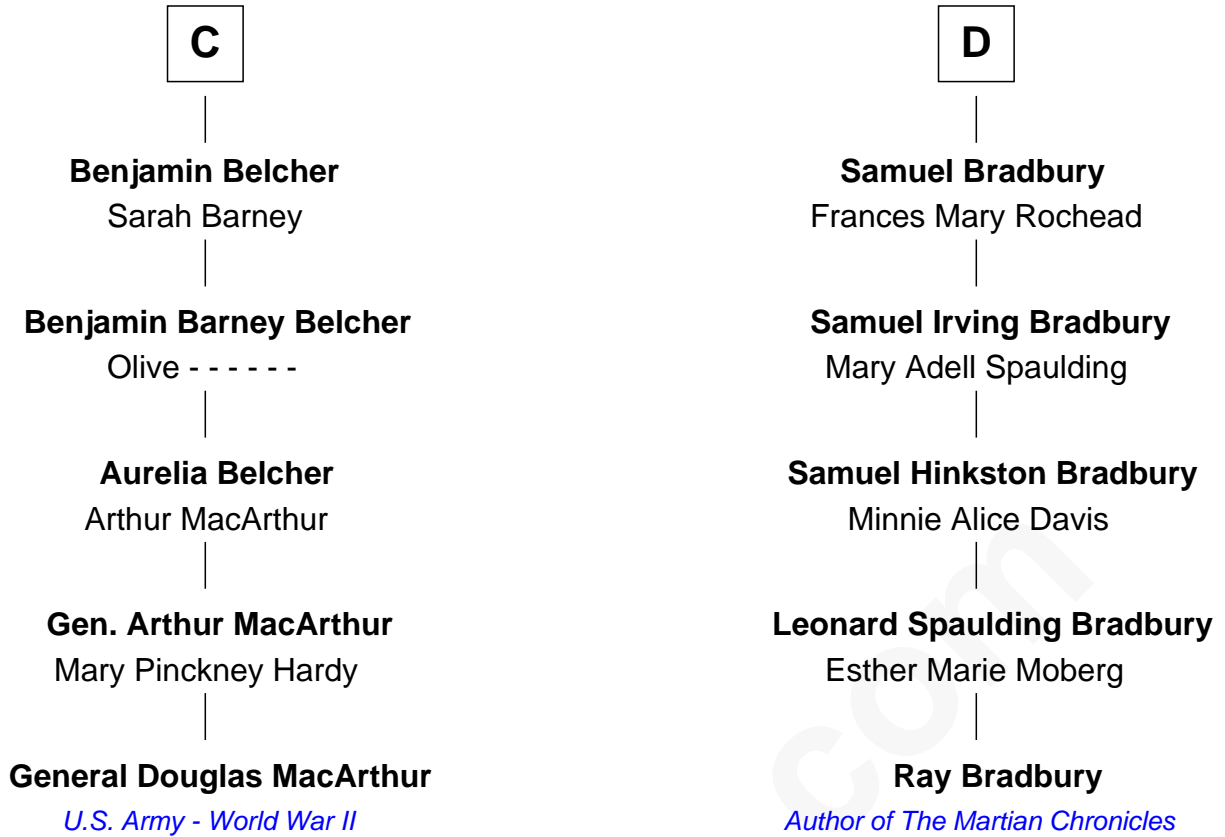 C
Benjamin Belcher
Sarah Barney
Benjamin Barney Belcher
Olive - - - - - -
Aurelia Belcher
Arthur MacArthur
Gen. Arthur MacArthur
Mary Pinckney Hardy
General Douglas MacArthur
U.S. Army - World War II
D
Samuel Bradbury
Frances Mary Rochead
Samuel Irving Bradbury
Mary Adell Spaulding
Samuel Hinkston Bradbury
Minnie Alice Davis
Leonard Spaulding Bradbury
Esther Marie Moberg
Ray Bradbury
Author of The Martian Chronicles
com